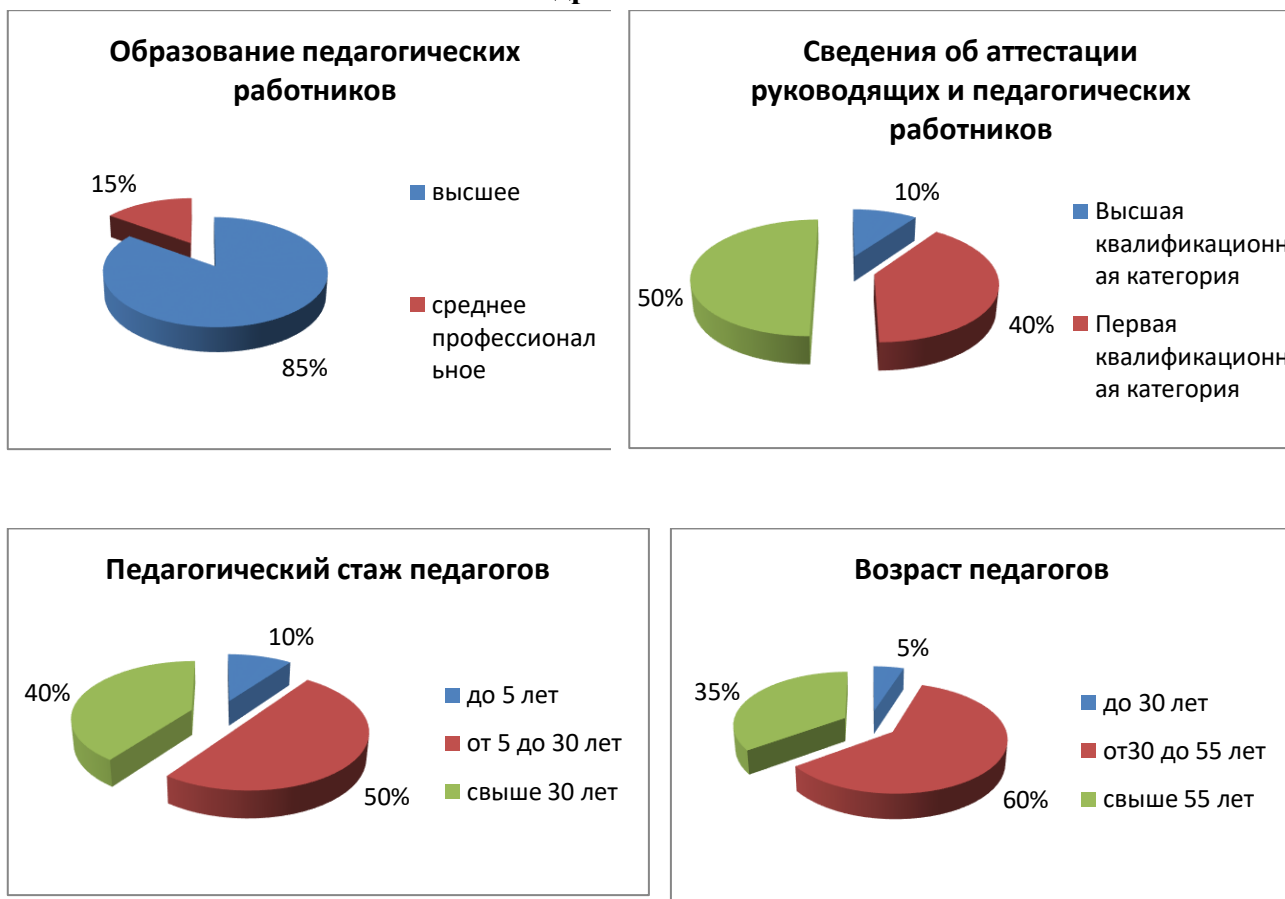 Образование педагогических
работников
15%
85%
высшее
среднее
профессионал
ьное
Сведения об аттестации
руководящих и педагогических
работников
10%
40%
50%
Высшая
квалификационн
ая категория
Первая
квалификационн
ая категория
Педагогический стаж педагогов
10%
40%
50%
до 5 лет
от 5 до 30 лет
свыше 30 лет
Возраст педагогов
5%
35%
60%
до 30 лет
от30 до 55 лет
свыше 55 лет